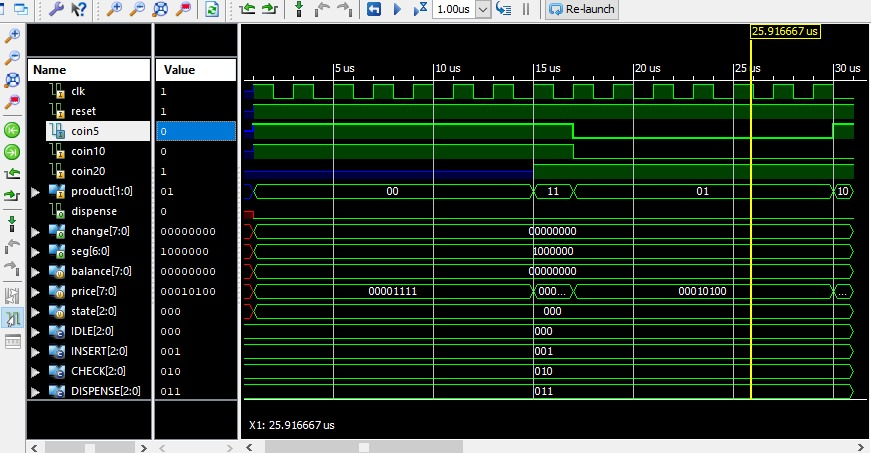 1.00us Re-launch
25.916667 us
Name Value
5 us 10 us 15 us 20 us 25 us 30 us
clk 1
reset 1
coin5 0
coin10 0
coin20 1
product[1:0] 01 00 11 01 10
dispense 0
change[7:0] 00000000 00000000
seg[6:0] 1000000 1000000
balance[7:0] 00000000 00000000
price[7:0] 00010100 00001111 000... 00010100 ...
state[2:0] 000 000
IDLE[2:0] 000 000
INSERT[2:0] 001 001
CHECK[2:0] 010 010
DISPENSE[2:0] 011 011
X1: 25.916667 us